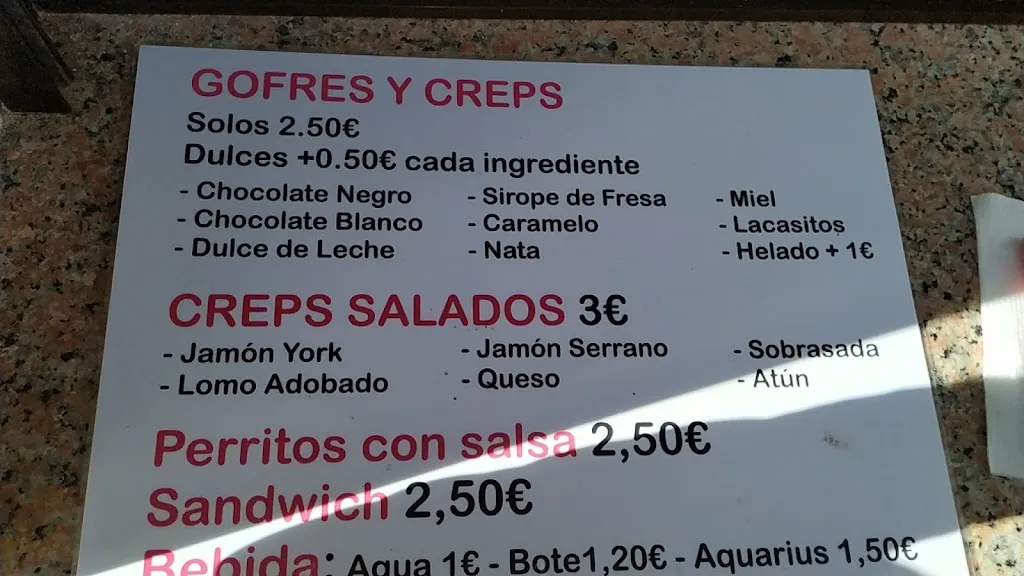 GOFRES Y CREPS
Solos 2.50€
Dulces +0.50€ cada ingrediente
- Chocolate Negro - Sirope de Fresa - Miel
- Chocolate Blanco - Caramelo - Lacasitos
- Dulce de Leche - Nata - Helado + 1€
CREPS SALADOS 3€
- Jamón York - Jamón Serrano - Sobrasada
- Lomo Adobado - Queso - Atún
Perritos con salsa 2,50€
Sandwich 2,50€
Bebida: Agua 1€ - Bote1,20€ - Aquarius 1,50€